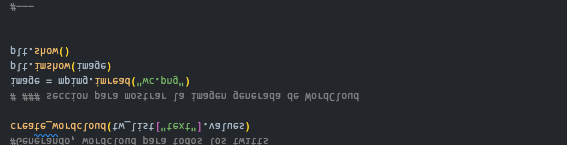 #Generando, wordcloud para todos los twitts
create_wordcloud(tw_list["text"].values)
# ### seccion para mostrar la imagen generada de WordCloud
image = mpimg.imread("wc.png")
plt.imshow(image)
plt.show()
#---